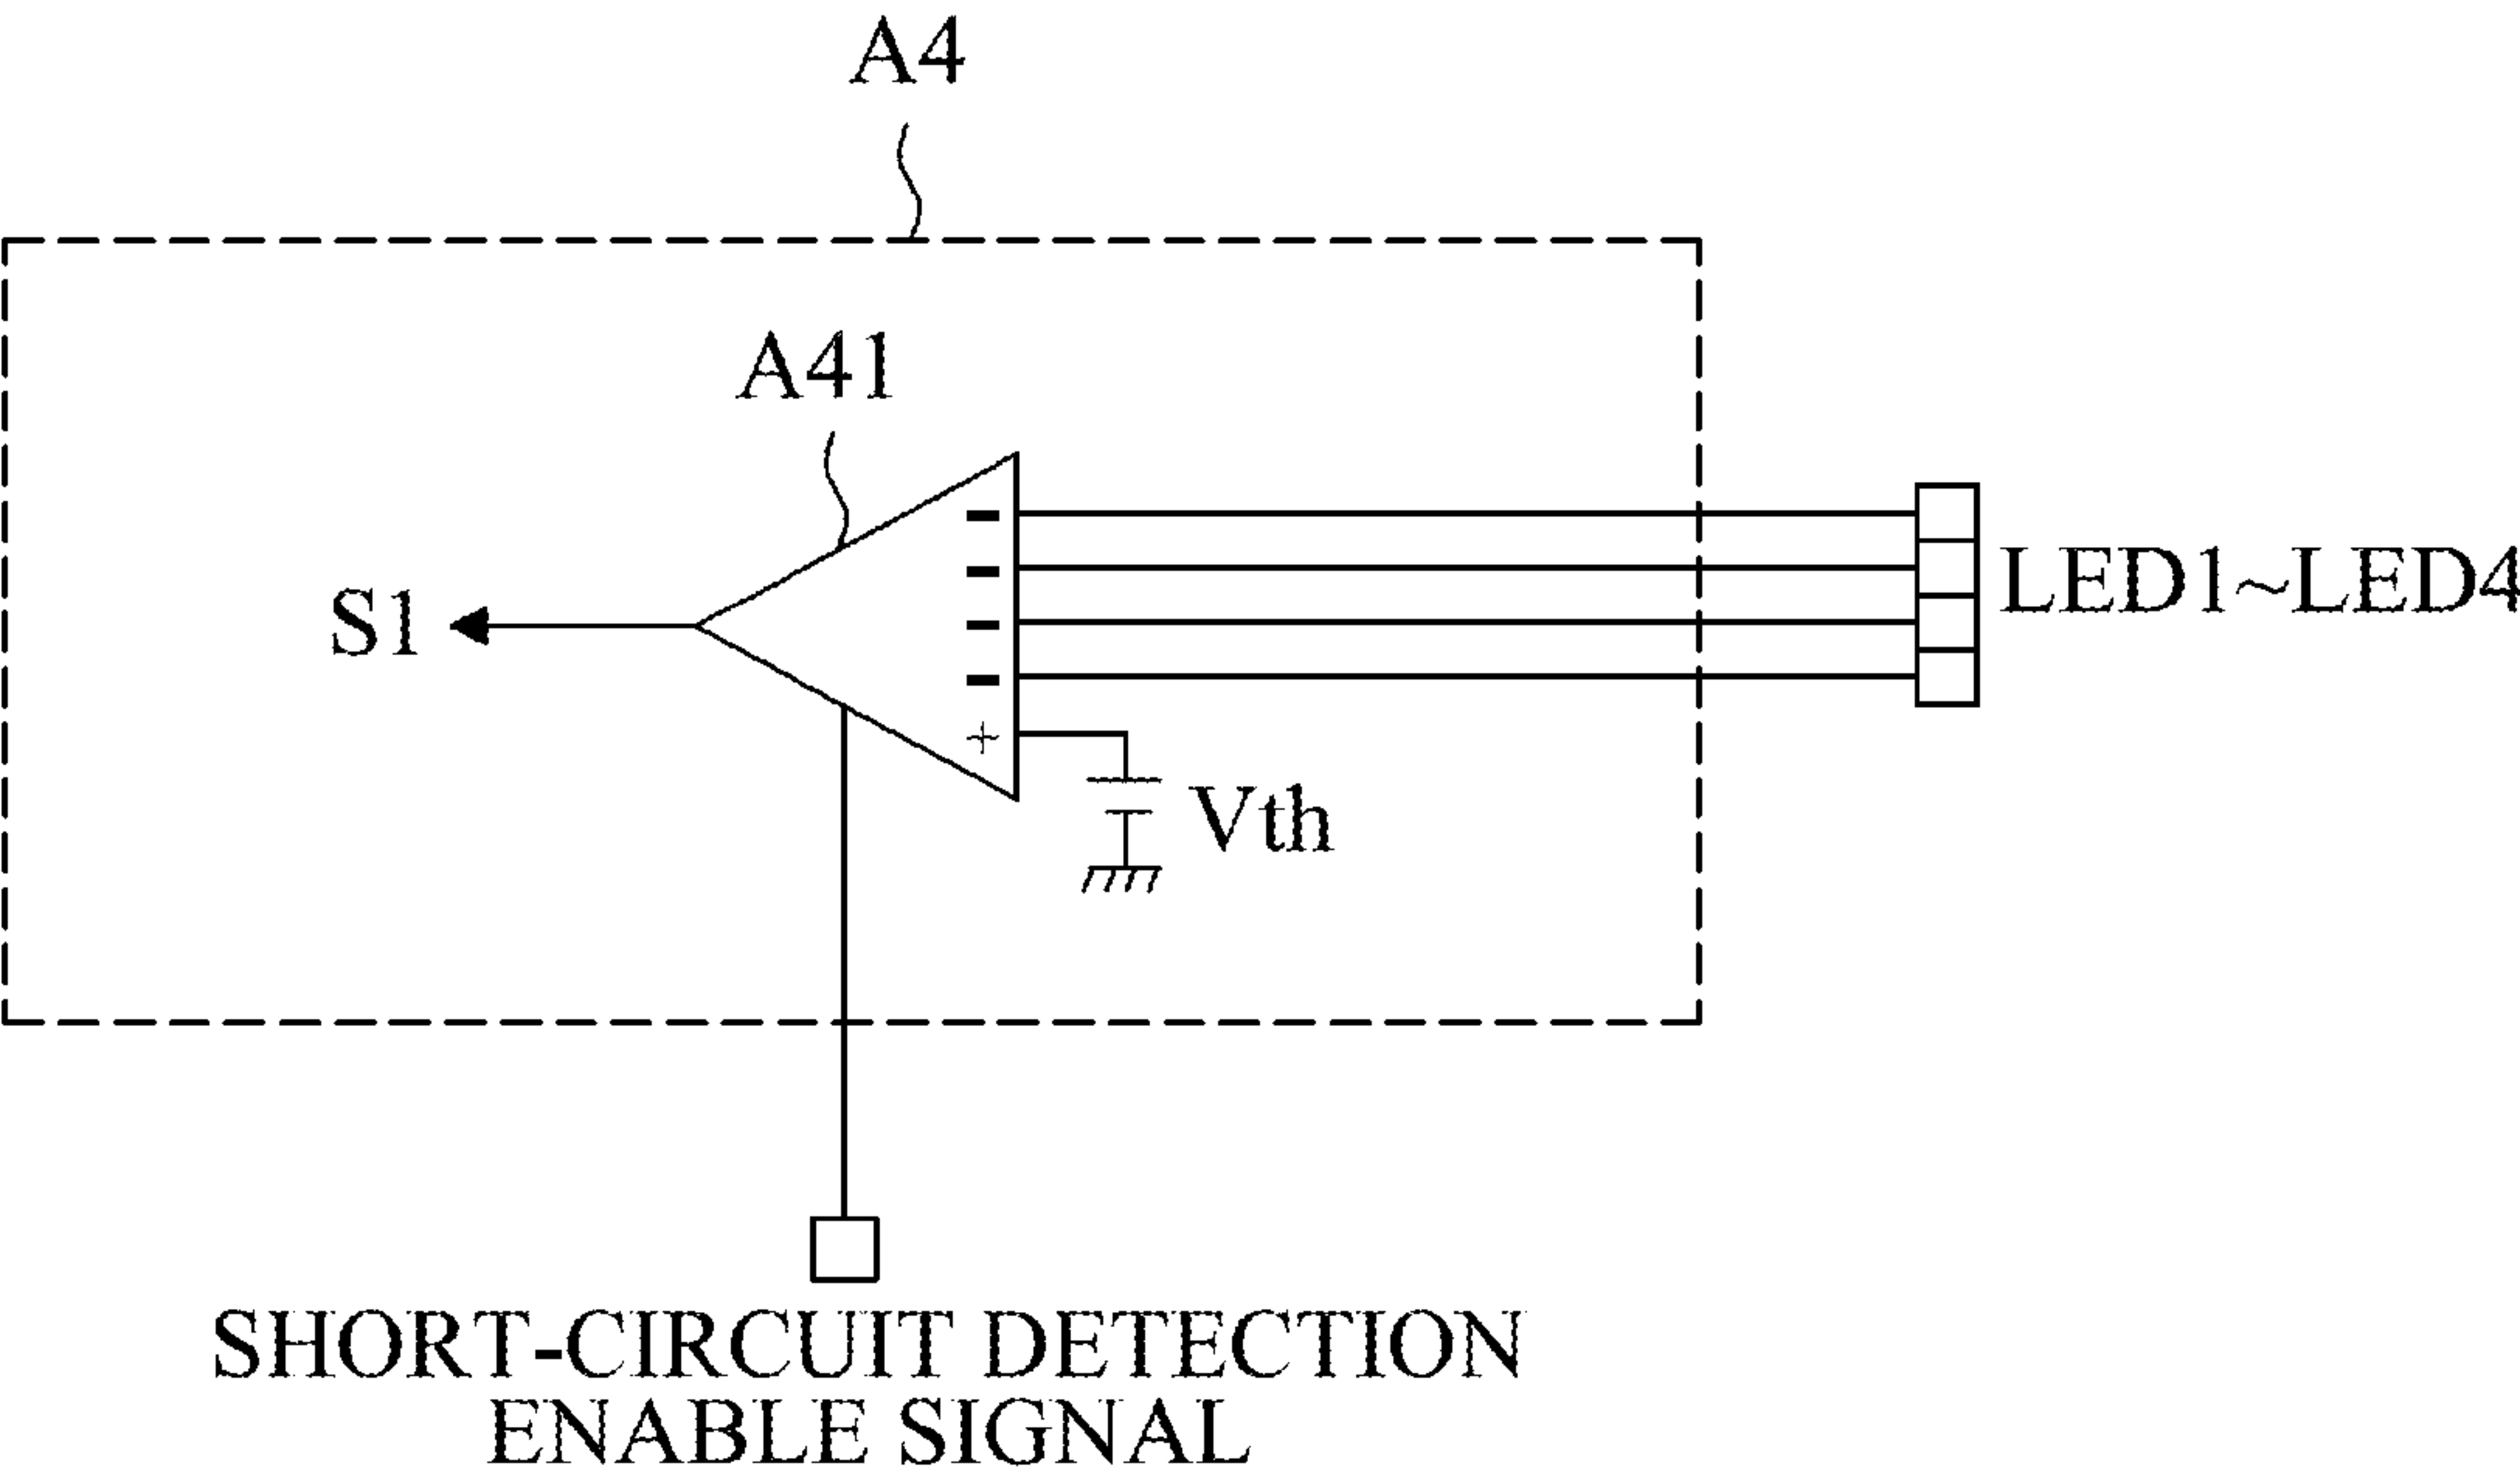 A4
A41
S1
LED1~LED4
-
-
-
-
+
Vth
SHORT-CIRCUIT DETECTION
ENABLE SIGNAL